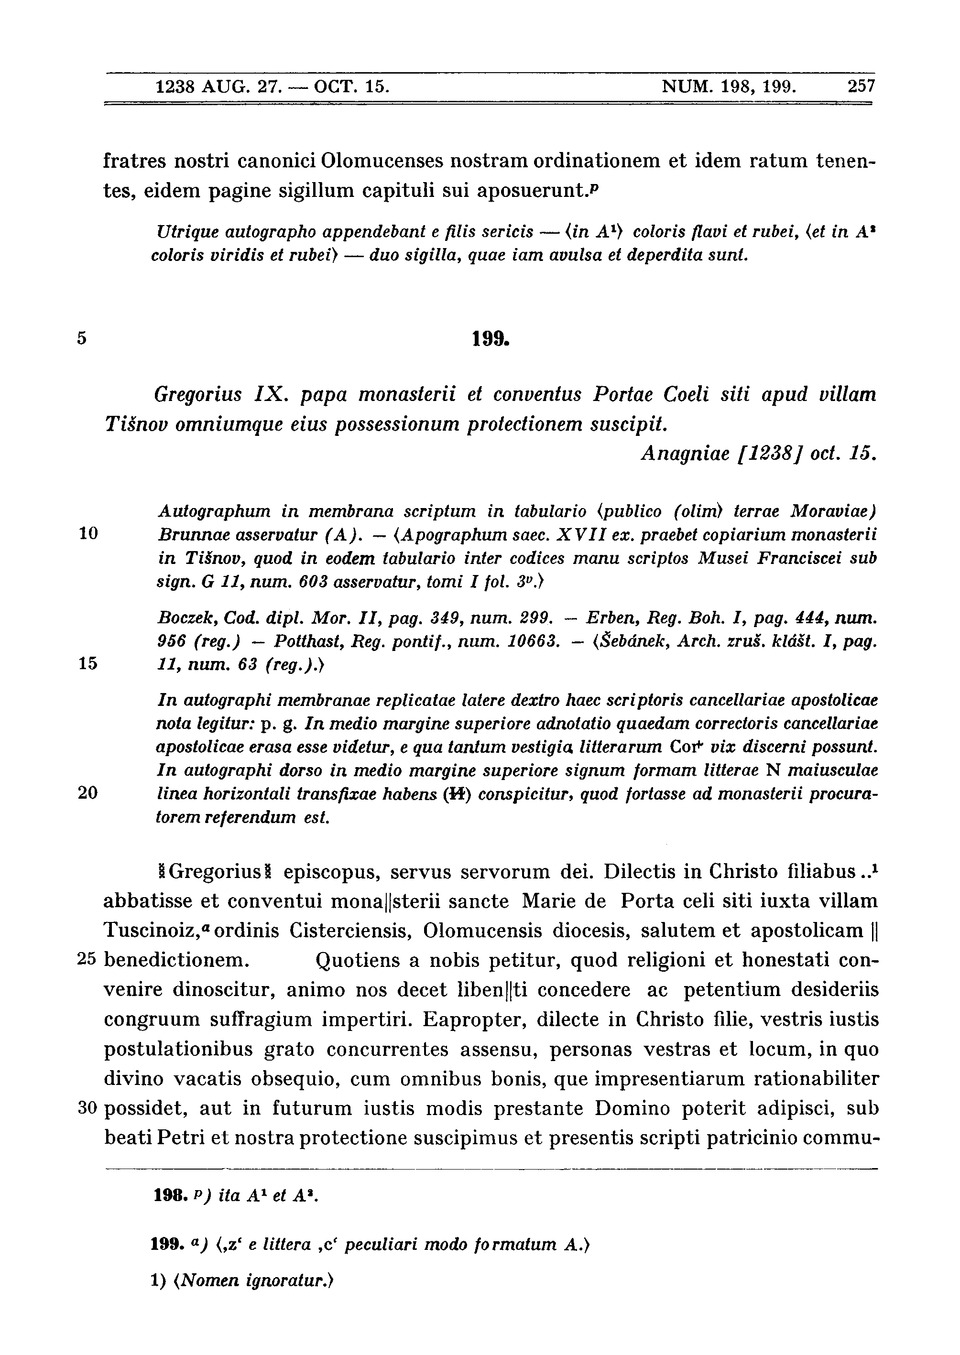 1238 AUG. 27. — OCT. 15. NUM. 198, 199. 257
fratres nostri canonici Olomucenses nostram ordinationem et idem ratum tenen-
tes, eidem pagine sigillum capituli sui aposuerunt.ᵖ
Utrique autographo appendebant e filis sericis — ⟨in A¹⟩ coloris flavi et rubei, ⟨et in A²
coloris viridis et rubei⟩ — duo sigilla, quae iam avulsa et deperdita sunt.
5 199.
Gregorius IX. papa monasterii et conventus Portae Coeli siti apud villam
Tišnov omniumque eius possessionum protectionem suscipit.
Anagniae [1238] oct. 15.
Autographum in membrana scriptum in tabulario ⟨publico (olim⟩ terrae Moraviae)
10 Brunnae asservatur (A). — ⟨Apographum saec. XVII ex. praebet copiarium monasterii
in Tišnov, quod in eodem tabulario inter codices manu scriptos Musei Franciscei sub
sign. G 11, num. 603 asservatur, tomi I fol. 3ᵛ.⟩
Boczek, Cod. dipl. Mor. II, pag. 349, num. 299. — Erben, Reg. Boh. I, pag. 444, num.
956 (reg.) — Potthast, Reg. pontif., num. 10663. — ⟨Šebánek, Arch. zruš. klášt. I, pag.
15 11, num. 63 (reg.).⟩
In autographi membranae replicatae latere dextro haec scriptoris cancellariae apostolicae
nota legitur: p. g. In medio margine superiore adnotatio quaedam correctoris cancellariae
apostolicae erasa esse videtur, e qua tantum vestigia litterarum Cor vix discerni possunt.
In autographi dorso in medio margine superiore signum formam litterae N maiusculae
20 linea horizontali transfixae habens (И) conspicitur, quod fortasse ad monasterii procura-
torem referendum est.
Gregorius episcopus, servus servorum dei. Dilectis in Christo filiabus ..¹
abbatisse et conventui mona||sterii sancte Marie de Porta celi siti iuxta villam
Tuscinoiz,ᵃ ordinis Cisterciensis, Olomucensis diocesis, salutem et apostolicam ||
25 benedictionem. Quotiens a nobis petitur, quod religioni et honestati con-
venire dinoscitur, animo nos decet liben||ti concedere ac petentium desideriis
congruum suffragium impertiri. Eapropter, dilecte in Christo filie, vestris iustis
postulationibus grato concurrentes assensu, personas vestras et locum, in quo
divino vacatis obsequio, cum omnibus bonis, que impresentiarum rationabiliter
30 possidet, aut in futurum iustis modis prestante Domino poterit adipisci, sub
beati Petri et nostra protectione suscipimus et presentis scripti patricinio commu-
198. ᵖ) ita A¹ et A².
199. ᵃ) ⟨‚z‘ e littera ‚c‘ peculiari modo formatum A.⟩
1) ⟨Nomen ignoratur.⟩